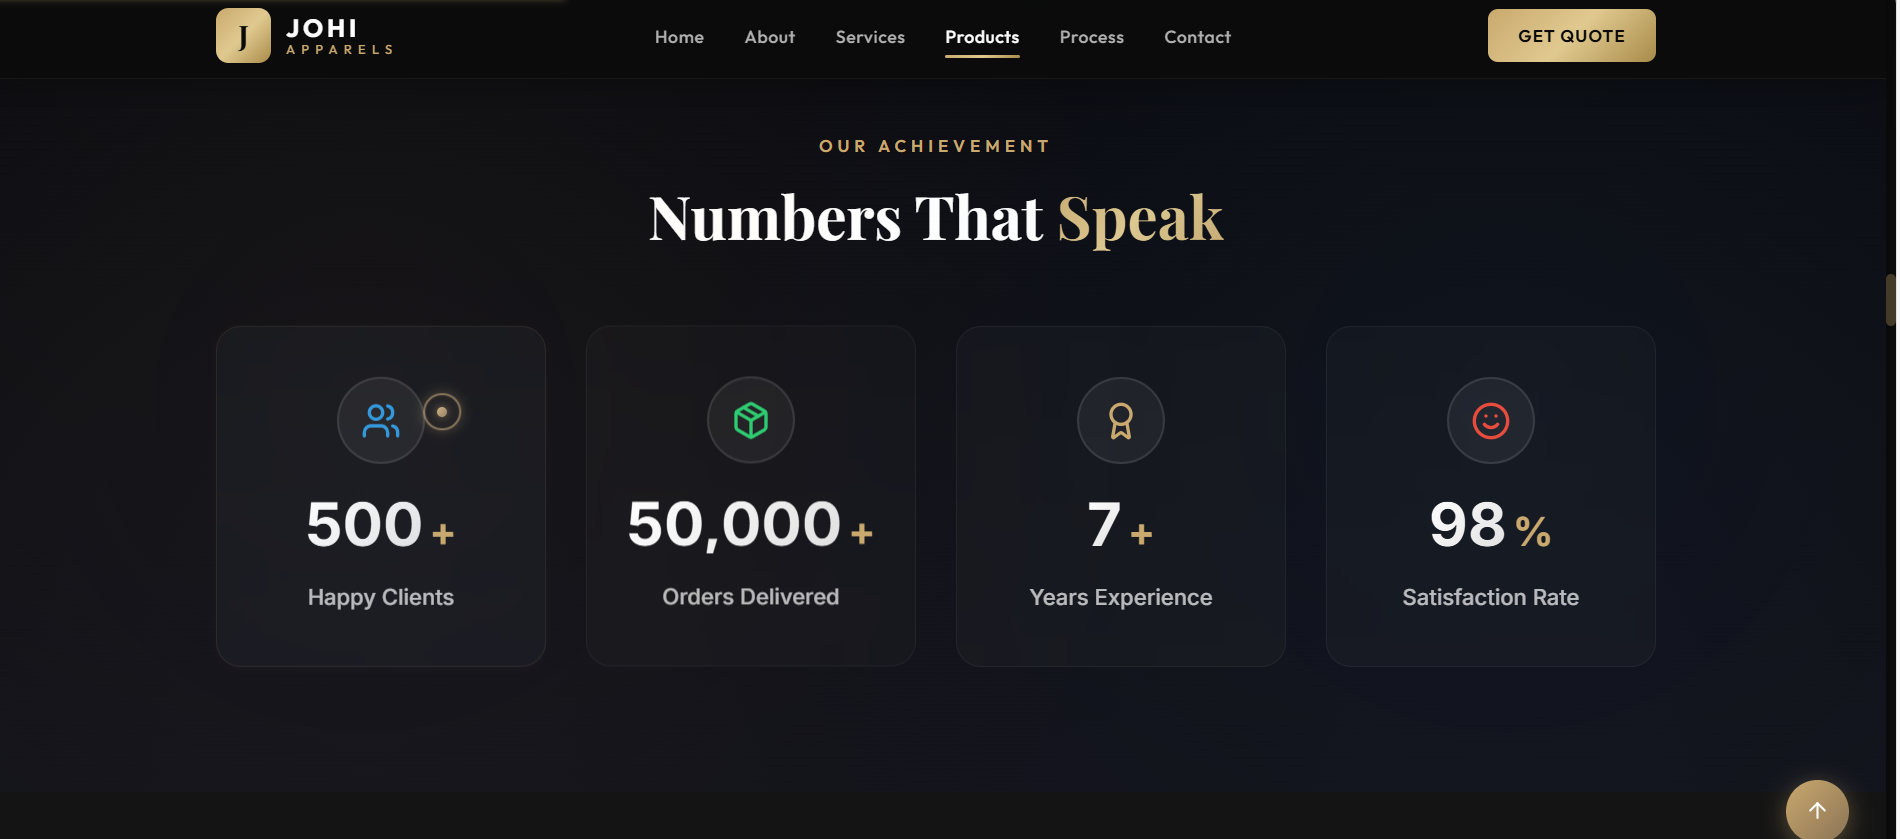 J
JOHI
APPARELS
Home About Services Products Process Contact
GET QUOTE
OUR ACHIEVEMENT
Numbers That Speak
500+
Happy Clients
50,000+
Orders Delivered
7+
Years Experience
98%
Satisfaction Rate